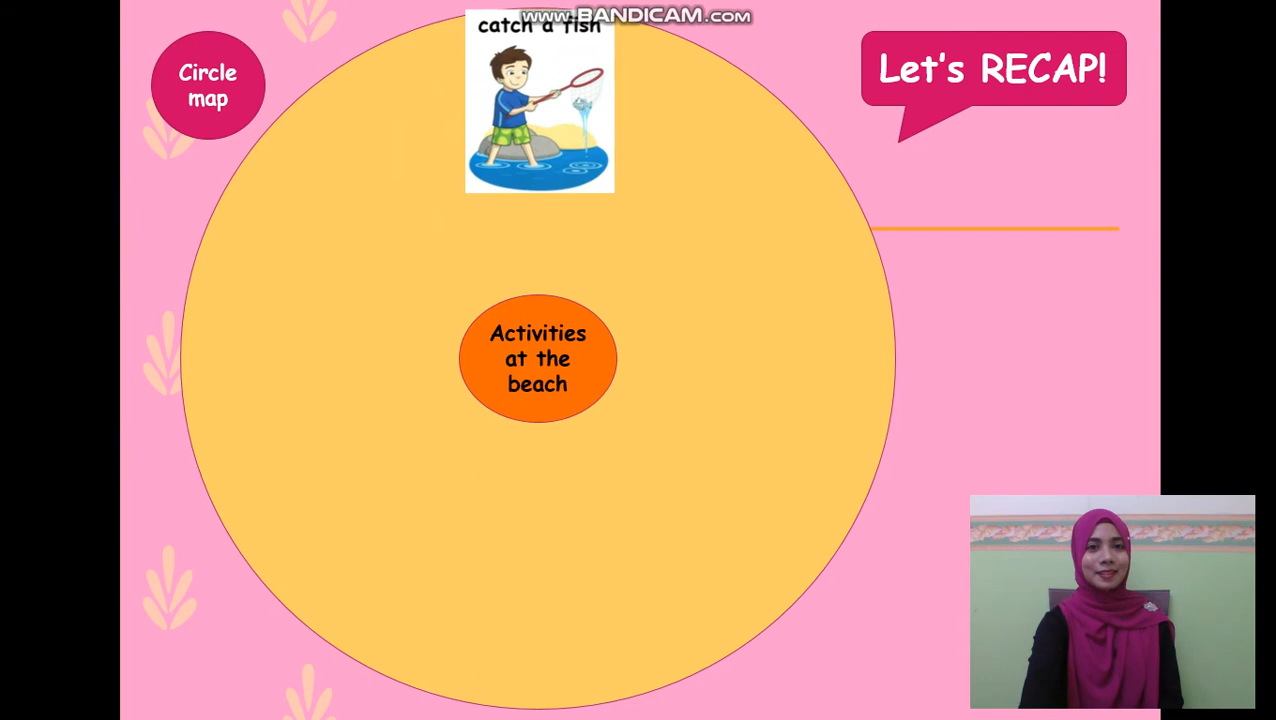 www.BANDICAM.com
catch a fish
Circle
map
Let's RECAP!
Activities
at the
beach